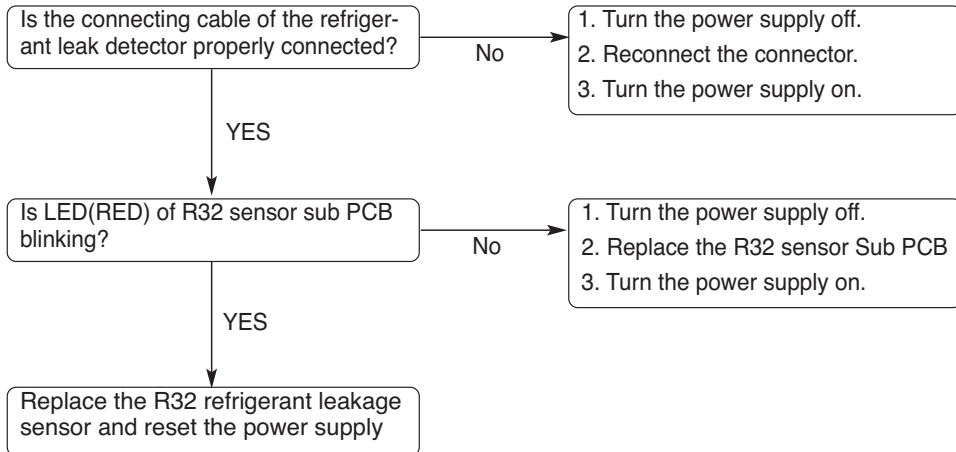 Is the connecting cable of the refriger-
ant leak detector properly connected?
No
1. Turn the power supply off.
2. Reconnect the connector.
3. Turn the power supply on.
YES
Is LED(RED) of R32 sensor sub PCB
blinking?
No
1. Turn the power supply off.
2. Replace the R32 sensor Sub PCB
3. Turn the power supply on.
YES
Replace the R32 refrigerant leakage
sensor and reset the power supply